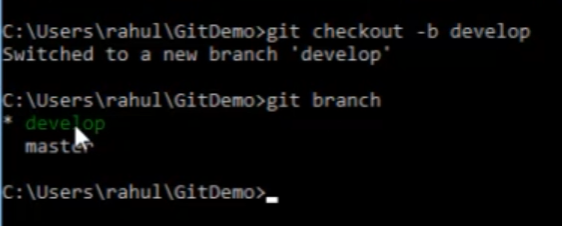 C:\Users\rahul\GitDemo>git checkout -b develop
Switched to a new branch 'develop'
C:\Users\rahul\GitDemo>git branch
* develop
master
C:\Users\rahul\GitDemo>